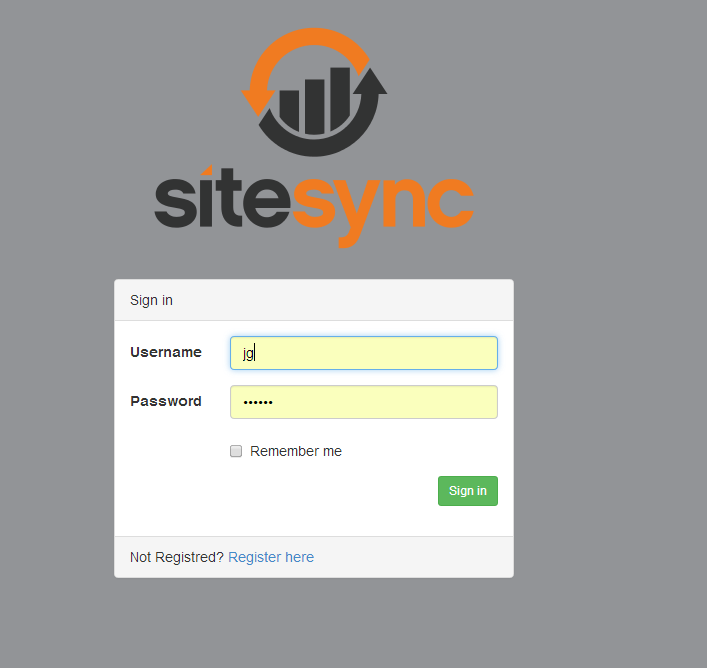 sitesync
Sign in
Username
jg
Password
••••••
Remember me
Sign in
Not Registred? Register here